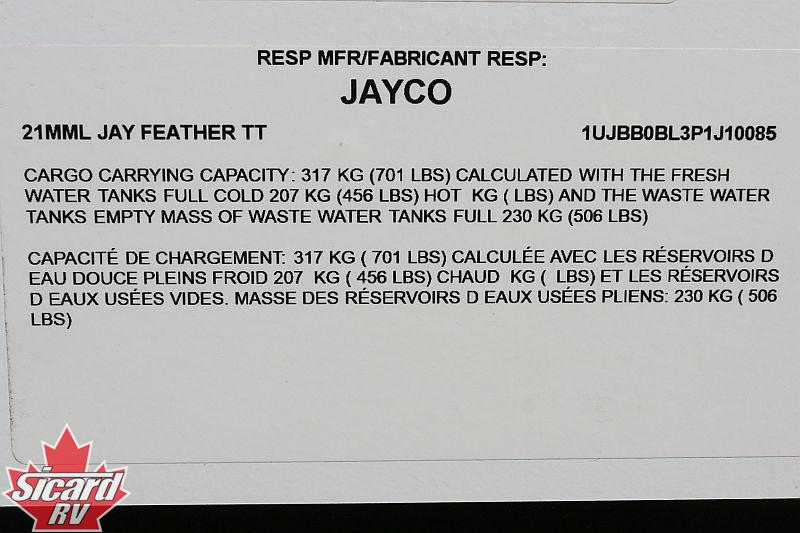 RESP MFR/FABRICANT RESP:
JAYCO
21MML JAY FEATHER TT 1UJBB0BL3P1J10085
CARGO CARRYING CAPACITY: 317 KG (701 LBS) CALCULATED WITH THE FRESH
WATER TANKS FULL COLD 207 KG (456 LBS) HOT  KG ( LBS) AND THE WASTE WATER
TANKS EMPTY MASS OF WASTE WATER TANKS FULL 230 KG (506 LBS)
CAPACITÉ DE CHARGEMENT: 317 KG ( 701 LBS) CALCULÉE AVEC LES RÉSERVOIRS D
EAU DOUCE PLEINS FROID 207  KG ( 456 LBS) CHAUD  KG (  LBS) ET LES RÉSERVOIRS
D EAUX USÉES VIDES. MASSE DES RÉSERVOIRS D EAUX USÉES PLIENS: 230 KG ( 506
LBS)
Sicard
RV